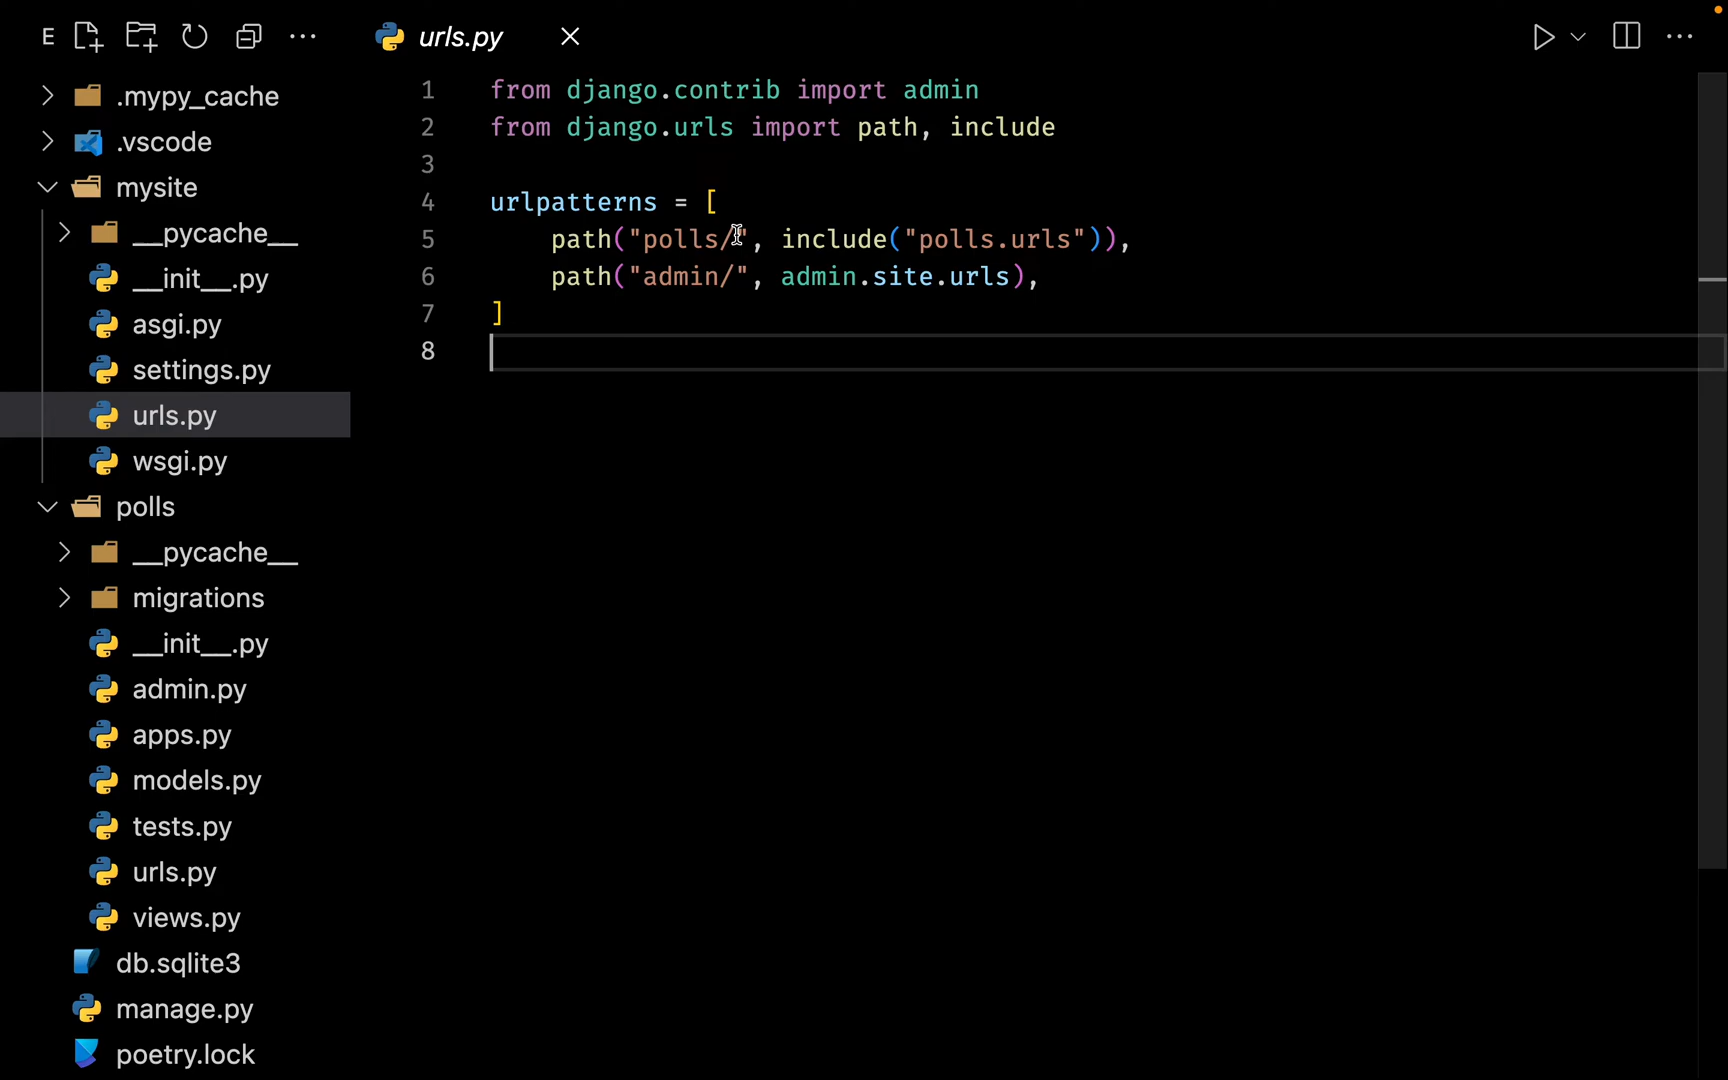 E
urls.py
.mypy_cache
.vscode
mysite
__pycache__
__init__.py
asgi.py
settings.py
urls.py
wsgi.py
polls
__pycache__
migrations
__init__.py
admin.py
apps.py
models.py
tests.py
urls.py
views.py
db.sqlite3
manage.py
poetry.lock
1 from django.contrib import admin
2 from django.urls import path, include
3
4 urlpatterns = [
5     path("polls/", include("polls.urls")),
6     path("admin/", admin.site.urls),
7 ]
8